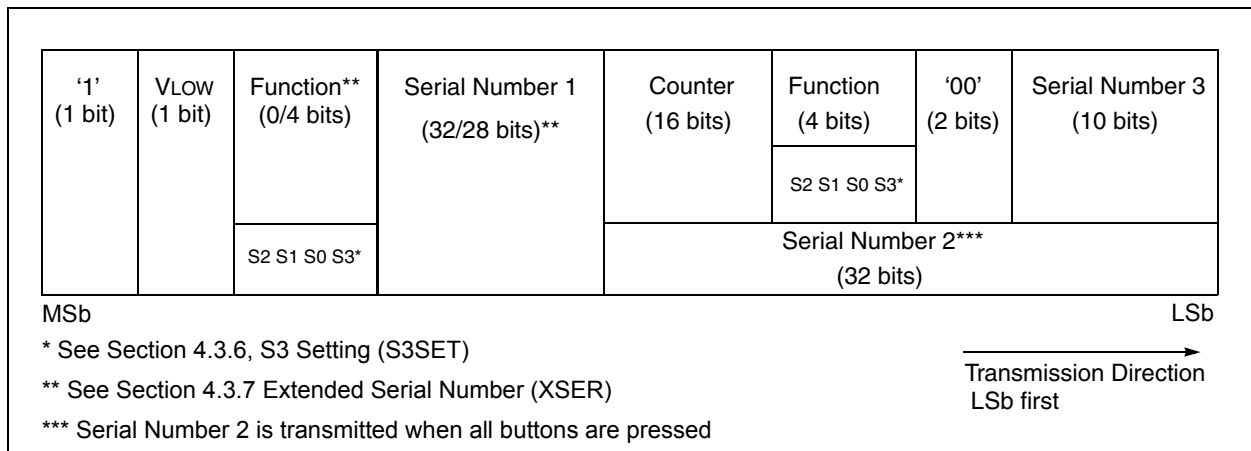 ‘1’ VLOW Function** Serial Number 1 Counter Function ‘00’ Serial Number 3
(1 bit) (1 bit) (0/4 bits) (32/28 bits)** (16 bits) (4 bits) (2 bits) (10 bits)
S2 S1 S0 S3*
S2 S1 S0 S3*
Serial Number 2***
(32 bits)
MSb LSb
* See Section 4.3.6, S3 Setting (S3SET)
** See Section 4.3.7 Extended Serial Number (XSER)
*** Serial Number 2 is transmitted when all buttons are pressed
Transmission Direction
LSb first